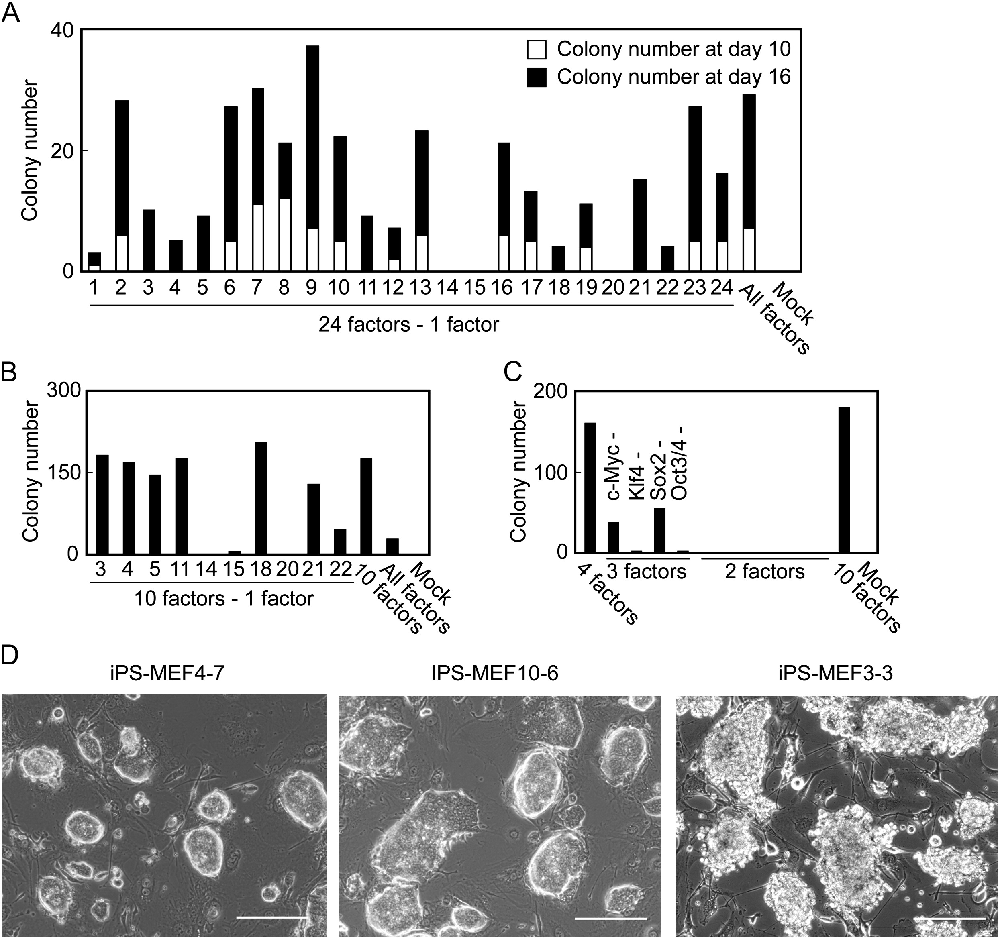 A
Colony number
40
20
0
Colony number at day 10
Colony number at day 16
1 2 3 4 5 6 7 8 9 10 11 12 13 14 15 16 17 18 19 20 21 22 23 24 All factors Mock
24 factors - 1 factor
B
Colony number
300
150
0
3 4 5 11 14 15 18 20 21 22 10 factors All factors Mock
10 factors - 1 factor
C
Colony number
200
100
0
c-Myc -
Klf4 -
Sox2 -
Oct3/4 -
4 factors 3 factors 2 factors 10 factors Mock
D
iPS-MEF4-7
IPS-MEF10-6
iPS-MEF3-3